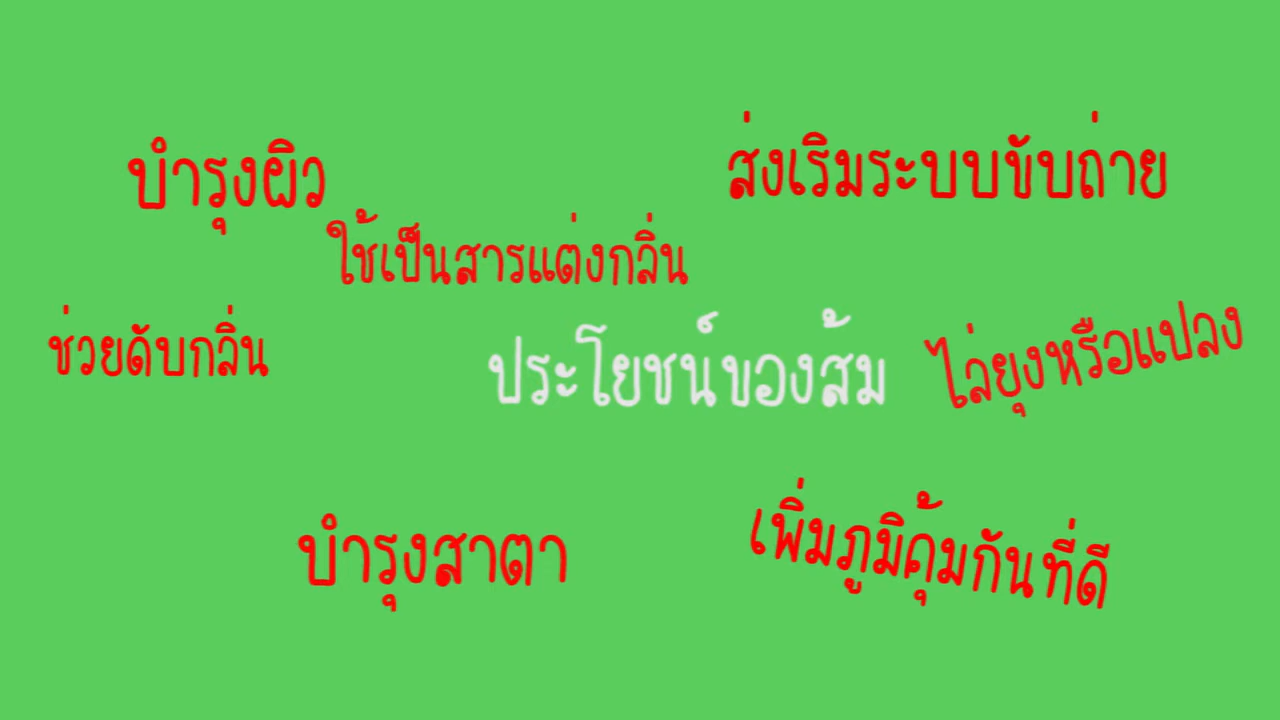 บำรุงผิว
ส่งเริมระบบขับถ่าย
ใช้เป็นสารแต่งกลิ่น
ช่วยดับกลิ่น
ประโยชน์ของส้ม
ไล่ยุงหรือแปลง
บำรุงสาตา
เพิ่มภูมิคุ้มกันที่ดี